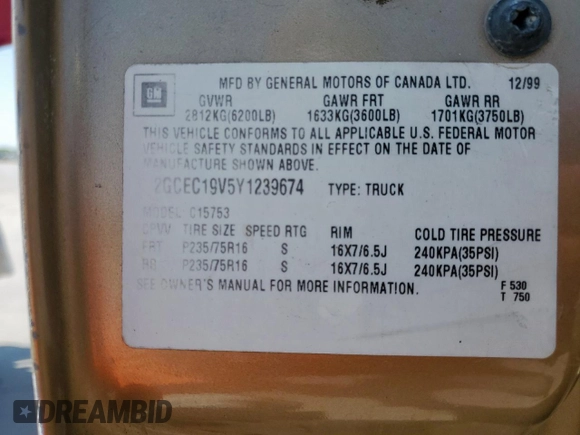 GM
MFD BY GENERAL MOTORS OF CANADA LTD. 12/99
GVWR GAWR FRT GAWR RR
2812KG(6200LB) 1633KG(3600LB) 1701KG(3750LB)
THIS VEHICLE CONFORMS TO ALL APPLICABLE U.S. FEDERAL MOTOR
VEHICLE SAFETY STANDARDS IN EFFECT ON THE DATE OF
MANUFACTURE SHOWN ABOVE.
2GCEC19V5Y1239674 TYPE: TRUCK
MODEL: C15753
TIRE SIZE SPEED RTG RIM COLD TIRE PRESSURE
FRT P235/75R16 S 16X7/6.5J 240KPA(35PSI)
RR P235/75R16 S 16X7/6.5J 240KPA(35PSI)
SEE OWNER'S MANUAL FOR MORE INFORMATION.
F 530
T 750
DREAMBID